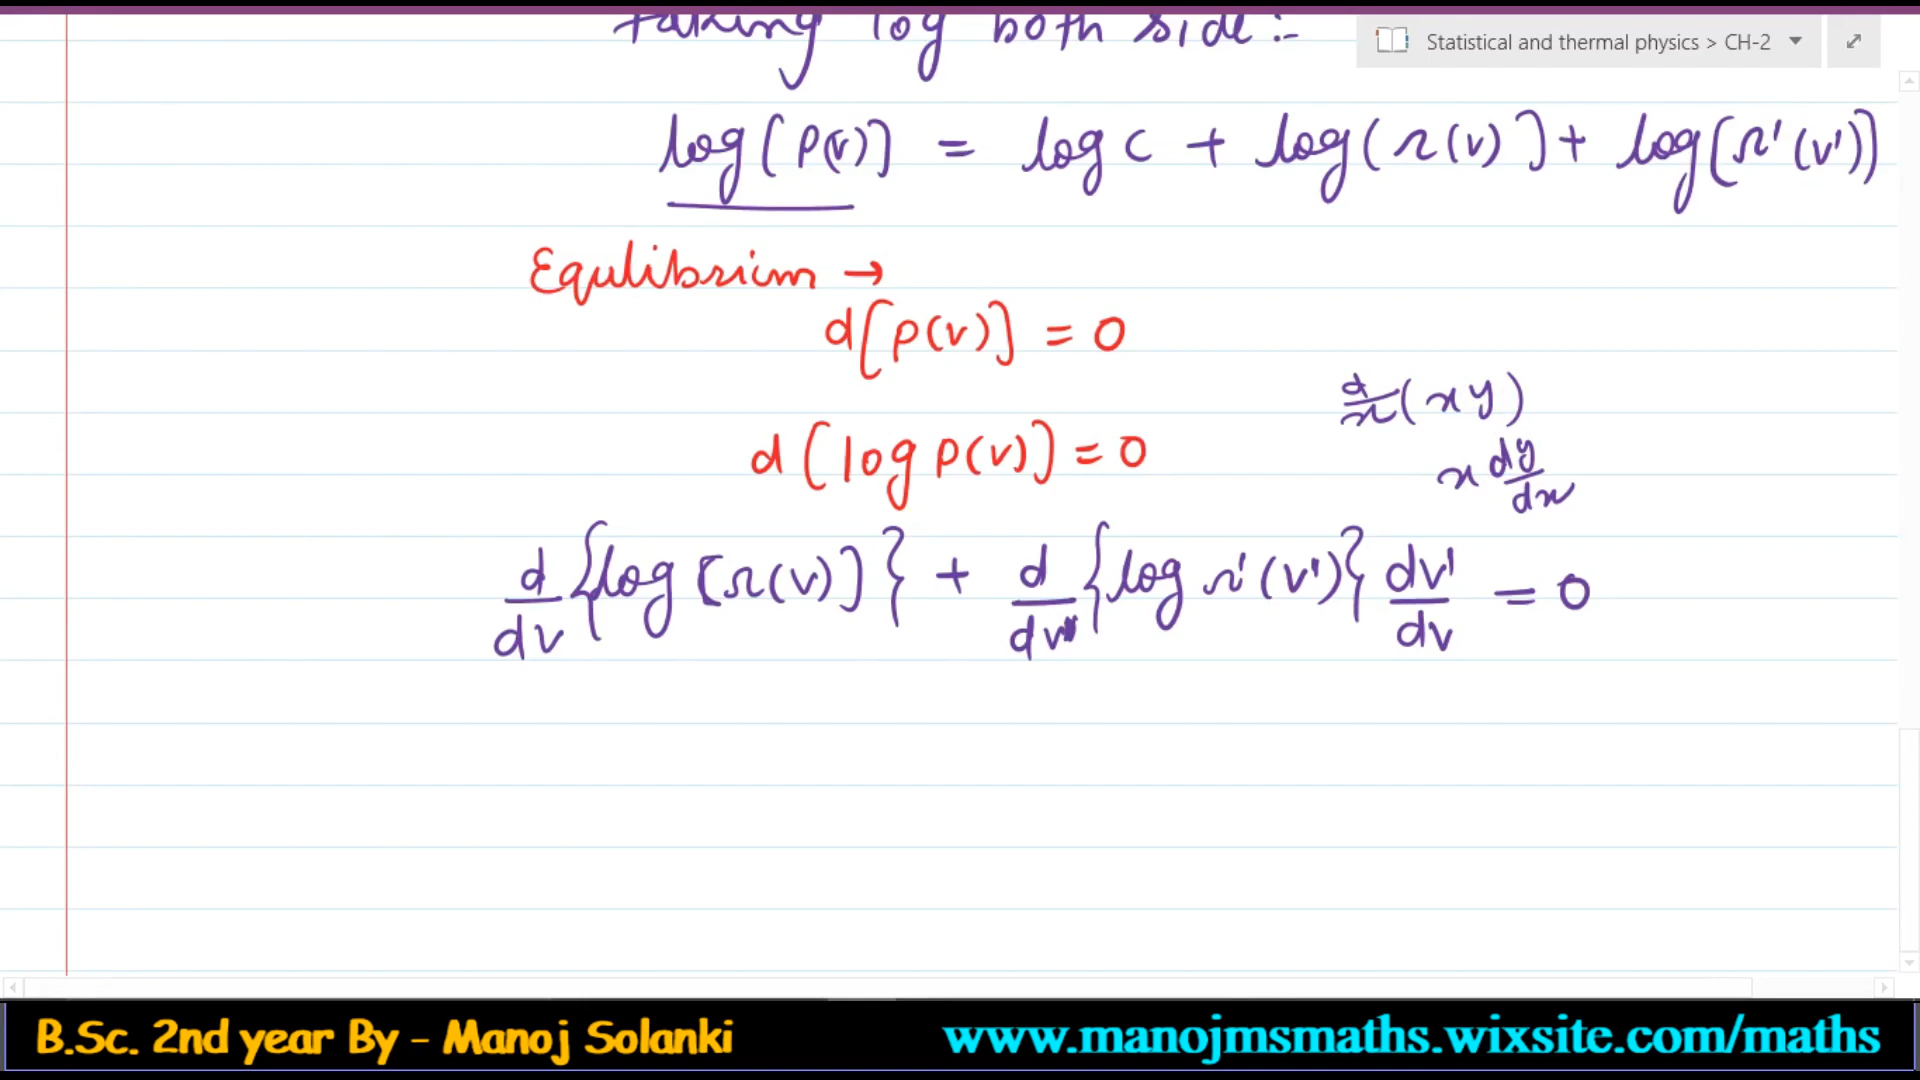 Taking log both side :-
Statistical and thermal physics > CH-2
log[P(v)] = log C + log(Ω(v)] + log[Ω'(v')]
Equlibrium →
d[P(v)] = 0
d/x (xy)
d[log P(v)] = 0
x dy/dx
d/dv {log [Ω(v)]} + d/dv' {log Ω'(v')} dv'/dv = 0
B.Sc. 2nd year By - Manoj Solanki
www.manojmsmaths.wixsite.com/maths